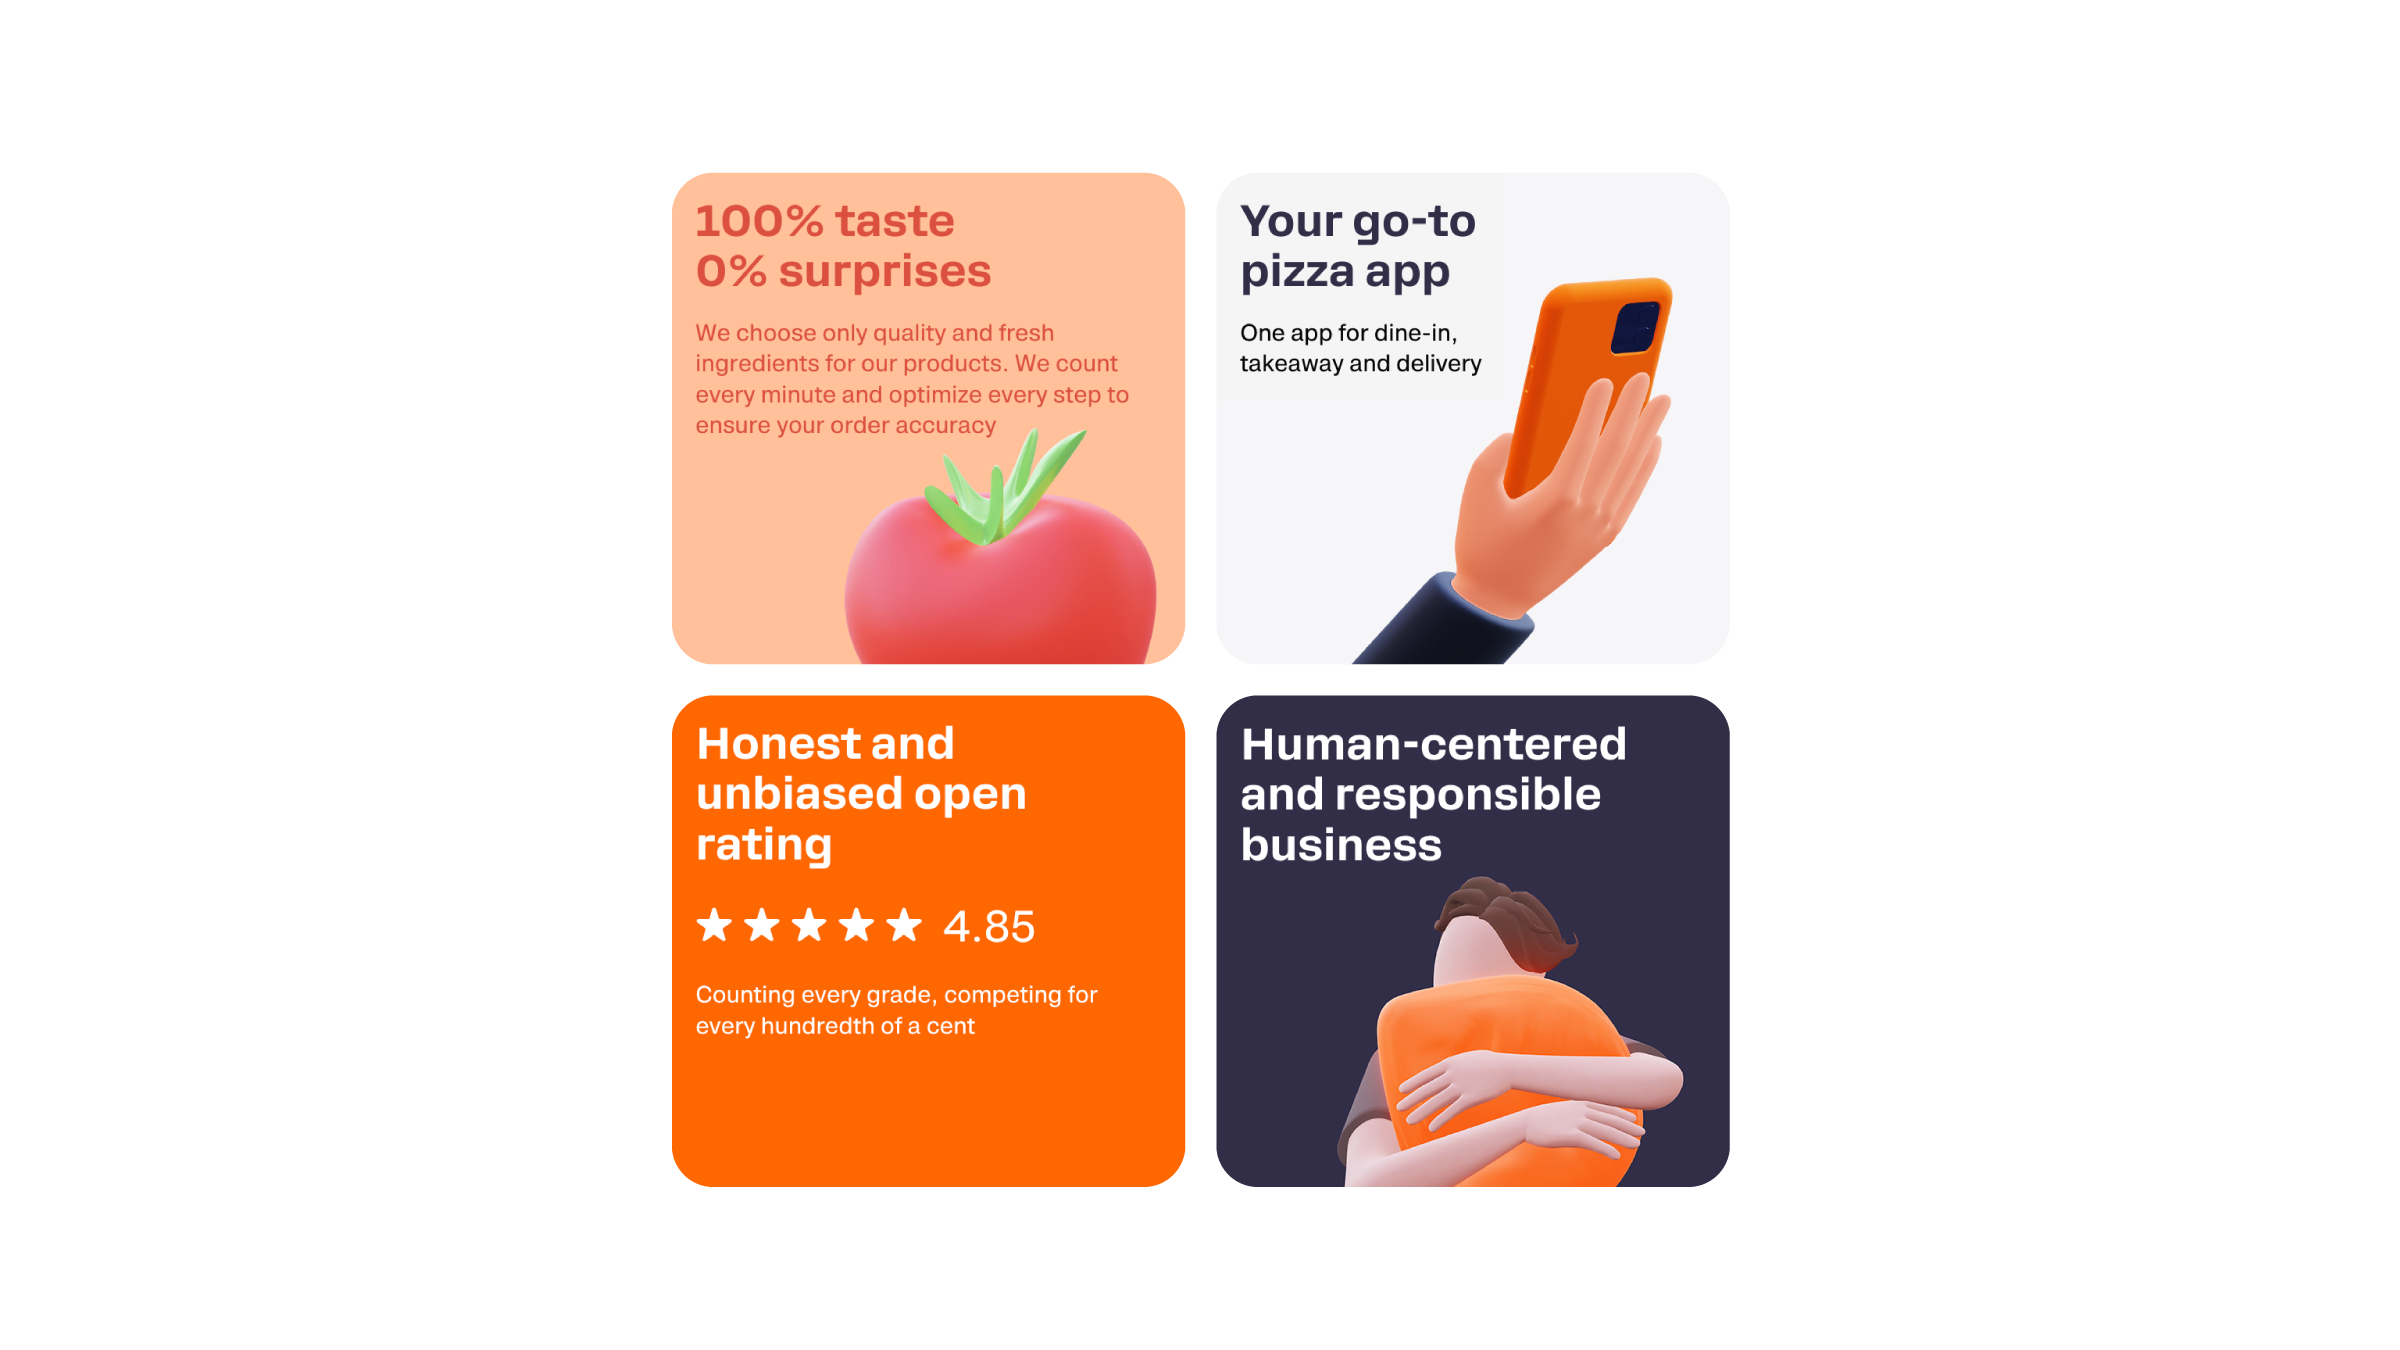 100% taste
0% surprises
We choose only quality and fresh
ingredients for our products. We count
every minute and optimize every step to
ensure your order accuracy
Your go-to
pizza app
One app for dine-in,
takeaway and delivery
Honest and
unbiased open
rating
4.85
Counting every grade, competing for
every hundredth of a cent
Human-centered
and responsible
business